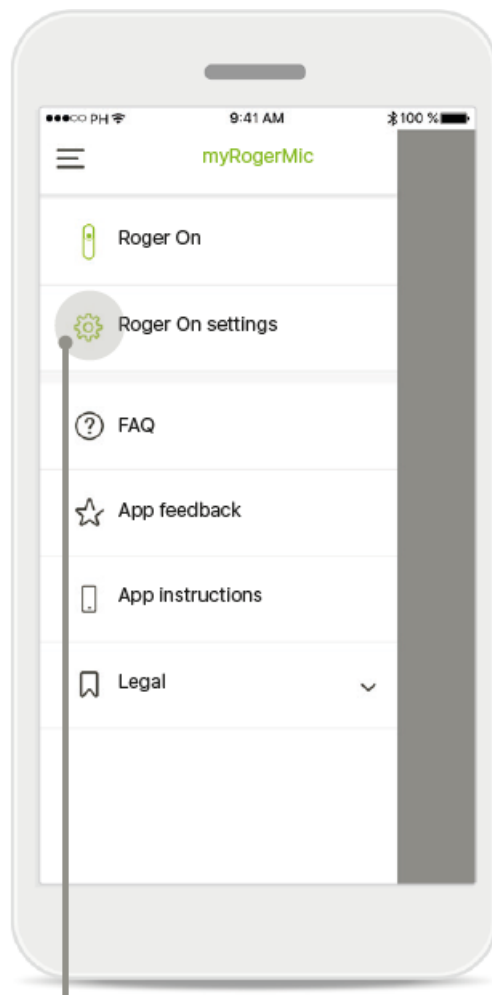 PH 9:41 AM 100 %
myRogerMic
Roger On
Roger On settings
FAQ
App feedback
App instructions
Legal